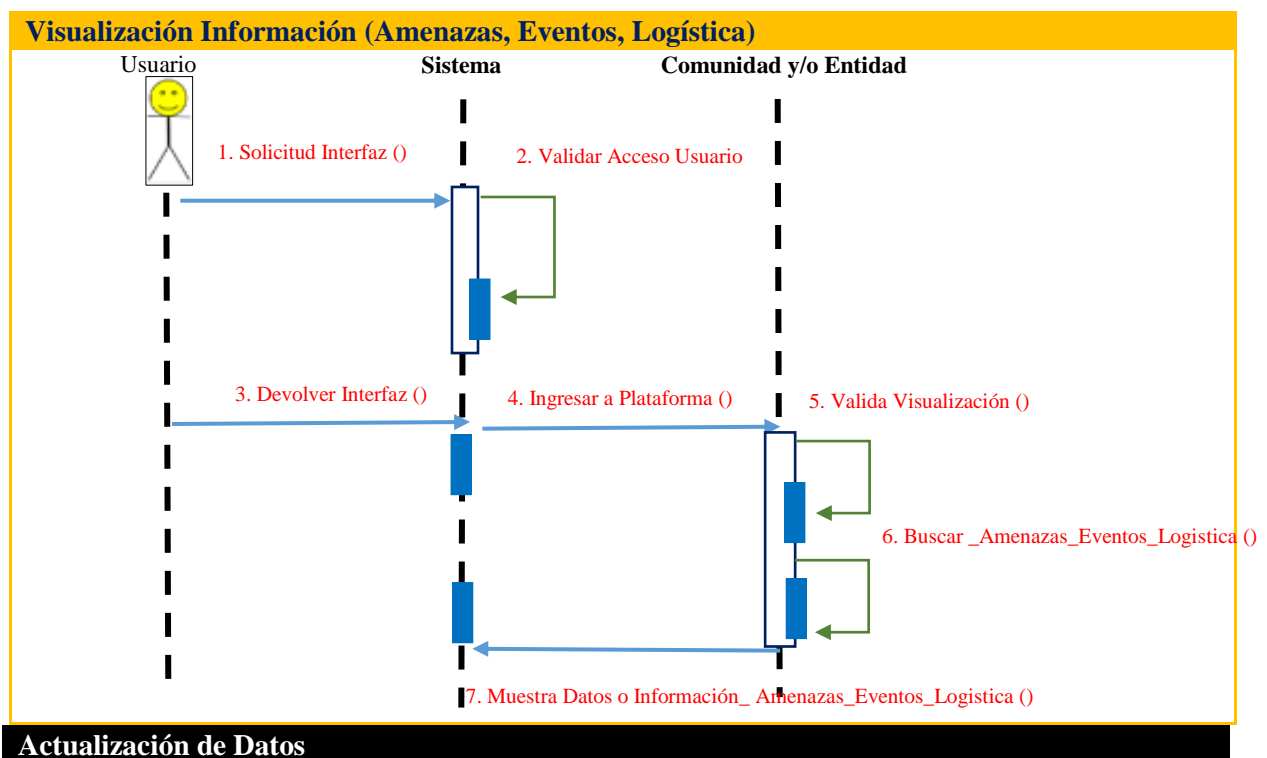 Visualización Información (Amenazas, Eventos, Logística)
Usuario
Sistema
Comunidad y/o Entidad
1. Solicitud Interfaz ()
2. Validar Acceso Usuario
3. Devolver Interfaz ()
4. Ingresar a Plataforma ()
5. Valida Visualización ()
6. Buscar _Amenazas_Eventos_Logistica ()
7. Muestra Datos o Información_ Amenazas_Eventos_Logistica ()
Actualización de Datos